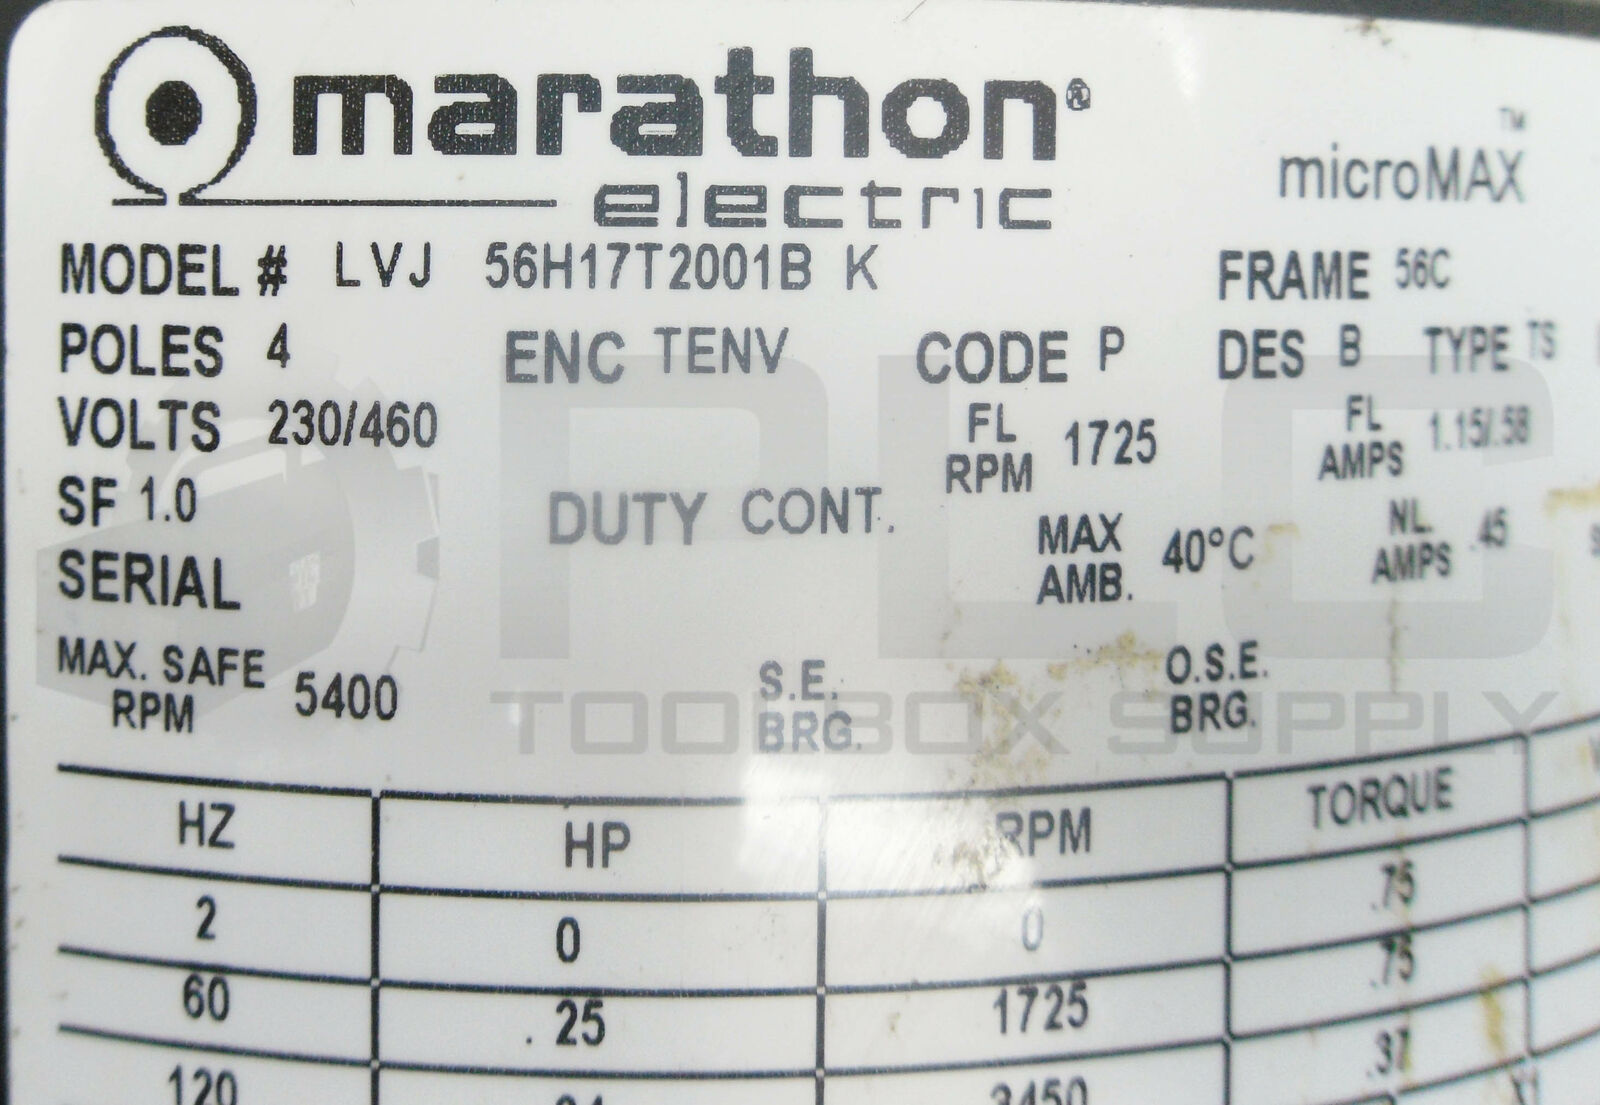 marathon®
electric
microMAX™
MODEL # LVJ 56H17T2001B K FRAME 56C
POLES 4 ENC TENV CODE P DES B TYPE TS
VOLTS 230/460 FL RPM 1725 FL AMPS 1.15/.58
SF 1.0 DUTY CONT. MAX AMB. 40°C NL AMPS .45
SERIAL
MAX. SAFE RPM 5400 S.E. BRG. O.S.E. BRG.
PLC
TOOLBOX SUPPLY
HZ HP RPM TORQUE
2 0 0 .75
60 .25 1725 .75
120 3450 .37